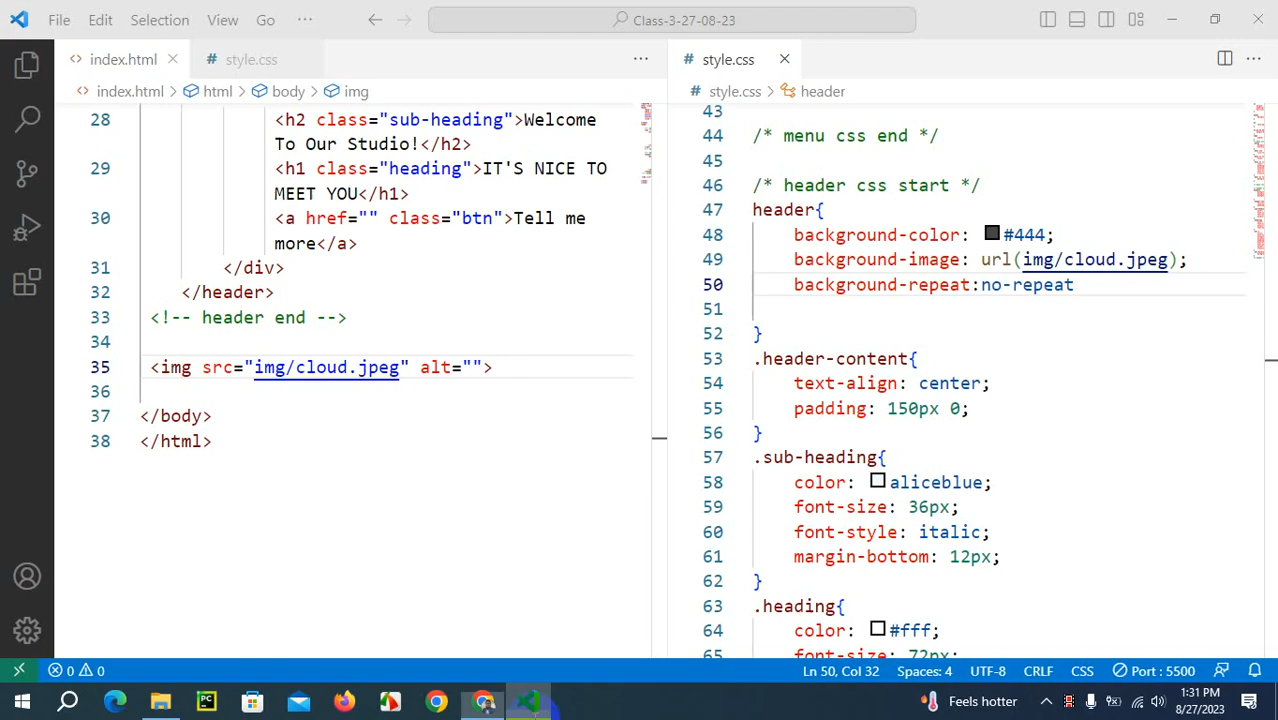 File Edit Selection View Go ··· Class-3-27-08-23
index.html style.css ···
index.html > html > body > img
28 <h2 class="sub-heading">Welcome
To Our Studio!</h2>
29 <h1 class="heading">IT'S NICE TO
MEET YOU</h1>
30 <a href="" class="btn">Tell me
more</a>
31 </div>
32 </header>
33 <!-- header end -->
34
35 <img src="img/cloud.jpeg" alt="">
36
37 </body>
38 </html>
# style.css ···
# style.css > header
43
44 /* menu css end */
45
46 /* header css start */
47 header{
48 background-color: #444;
49 background-image: url(img/cloud.jpeg);
50 background-repeat:no-repeat
51
52 }
53 .header-content{
54 text-align: center;
55 padding: 150px 0;
56 }
57 .sub-heading{
58 color: aliceblue;
59 font-size: 36px;
60 font-style: italic;
61 margin-bottom: 12px;
62 }
63 .heading{
64 color: #fff;
65 font-size: 72px;
0 0 Ln 50, Col 32 Spaces: 4 UTF-8 CRLF CSS Port : 5500
PC Feels hotter 1:31 PM
8/27/2023